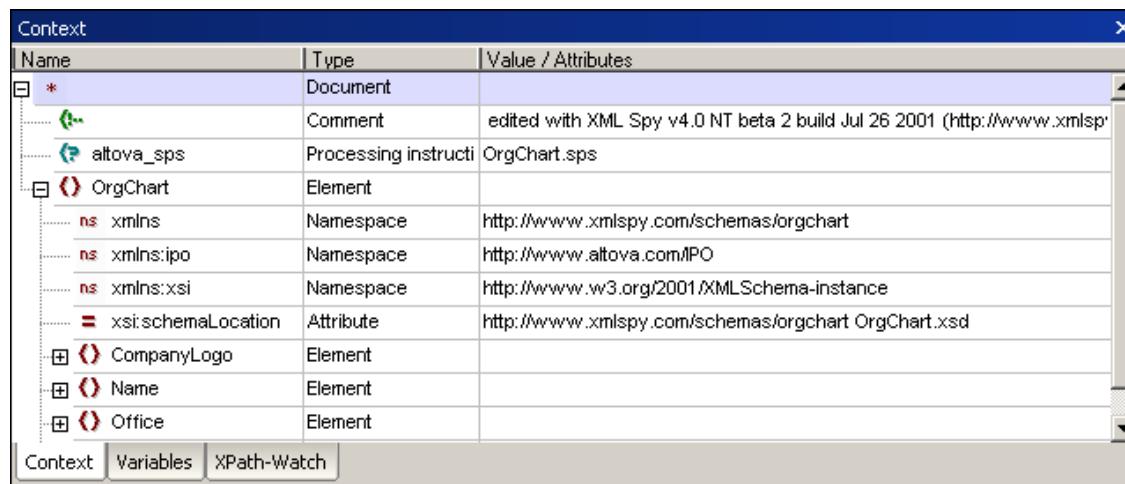 Context
Name Type Value / Attributes
* Document
Comment edited with XML Spy v4.0 NT beta 2 build Jul 26 2001 (http://www.xmlsp
altova_sps Processing instructi OrgChart.sps
OrgChart Element
ns xmlns Namespace http://www.xmlspy.com/schemas/orgchart
ns xmlns:ipo Namespace http://www.altova.com/IPO
ns xmlns:xsi Namespace http://www.w3.org/2001/XMLSchema-instance
= xsi:schemaLocation Attribute http://www.xmlspy.com/schemas/orgchart OrgChart.xsd
CompanyLogo Element
Name Element
Office Element
Context Variables XPath-Watch